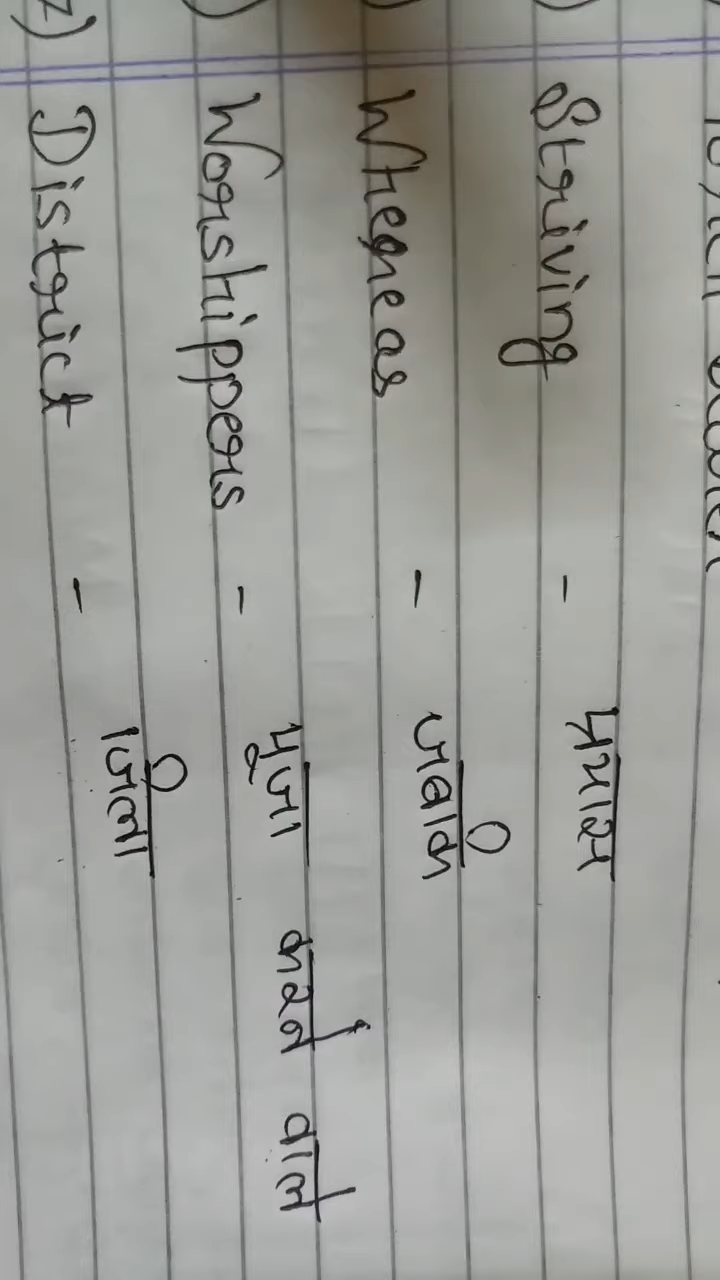 Striving - प्रयास
Whereas - जबकि
Worshippers - पुजा करने वाले
District - जिला